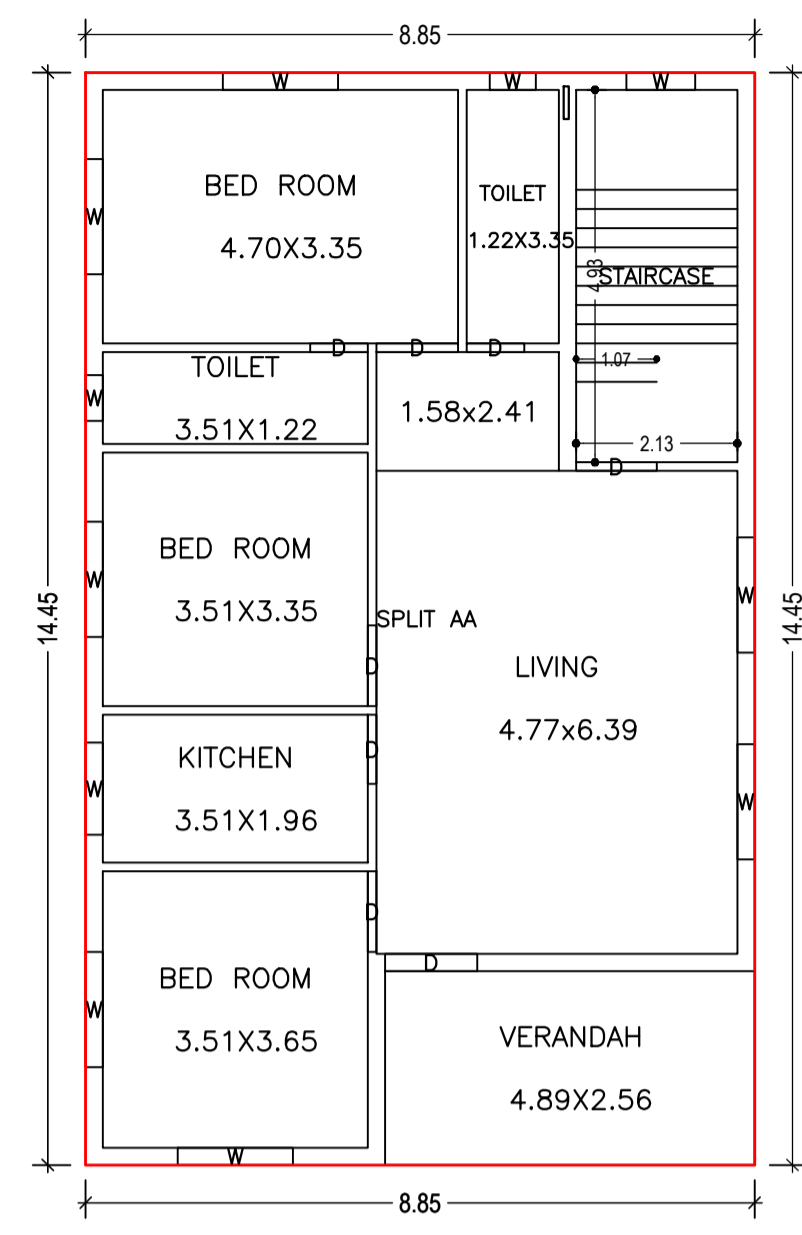 8.85
W
W
W
BED ROOM
4.70X3.35
TOILET
1.22X3.35
W
4.93
STAIRCASE
D
D
D
TOILET
3.51X1.22
W
1.07
1.58x2.41
2.13
D
BED ROOM
3.51X3.35
W
W
14.45
14.45
SPLIT AA
D
LIVING
4.77x6.39
KITCHEN
3.51X1.96
D
W
W
D
D
BED ROOM
3.51X3.65
W
VERANDAH
4.89X2.56
W
8.85